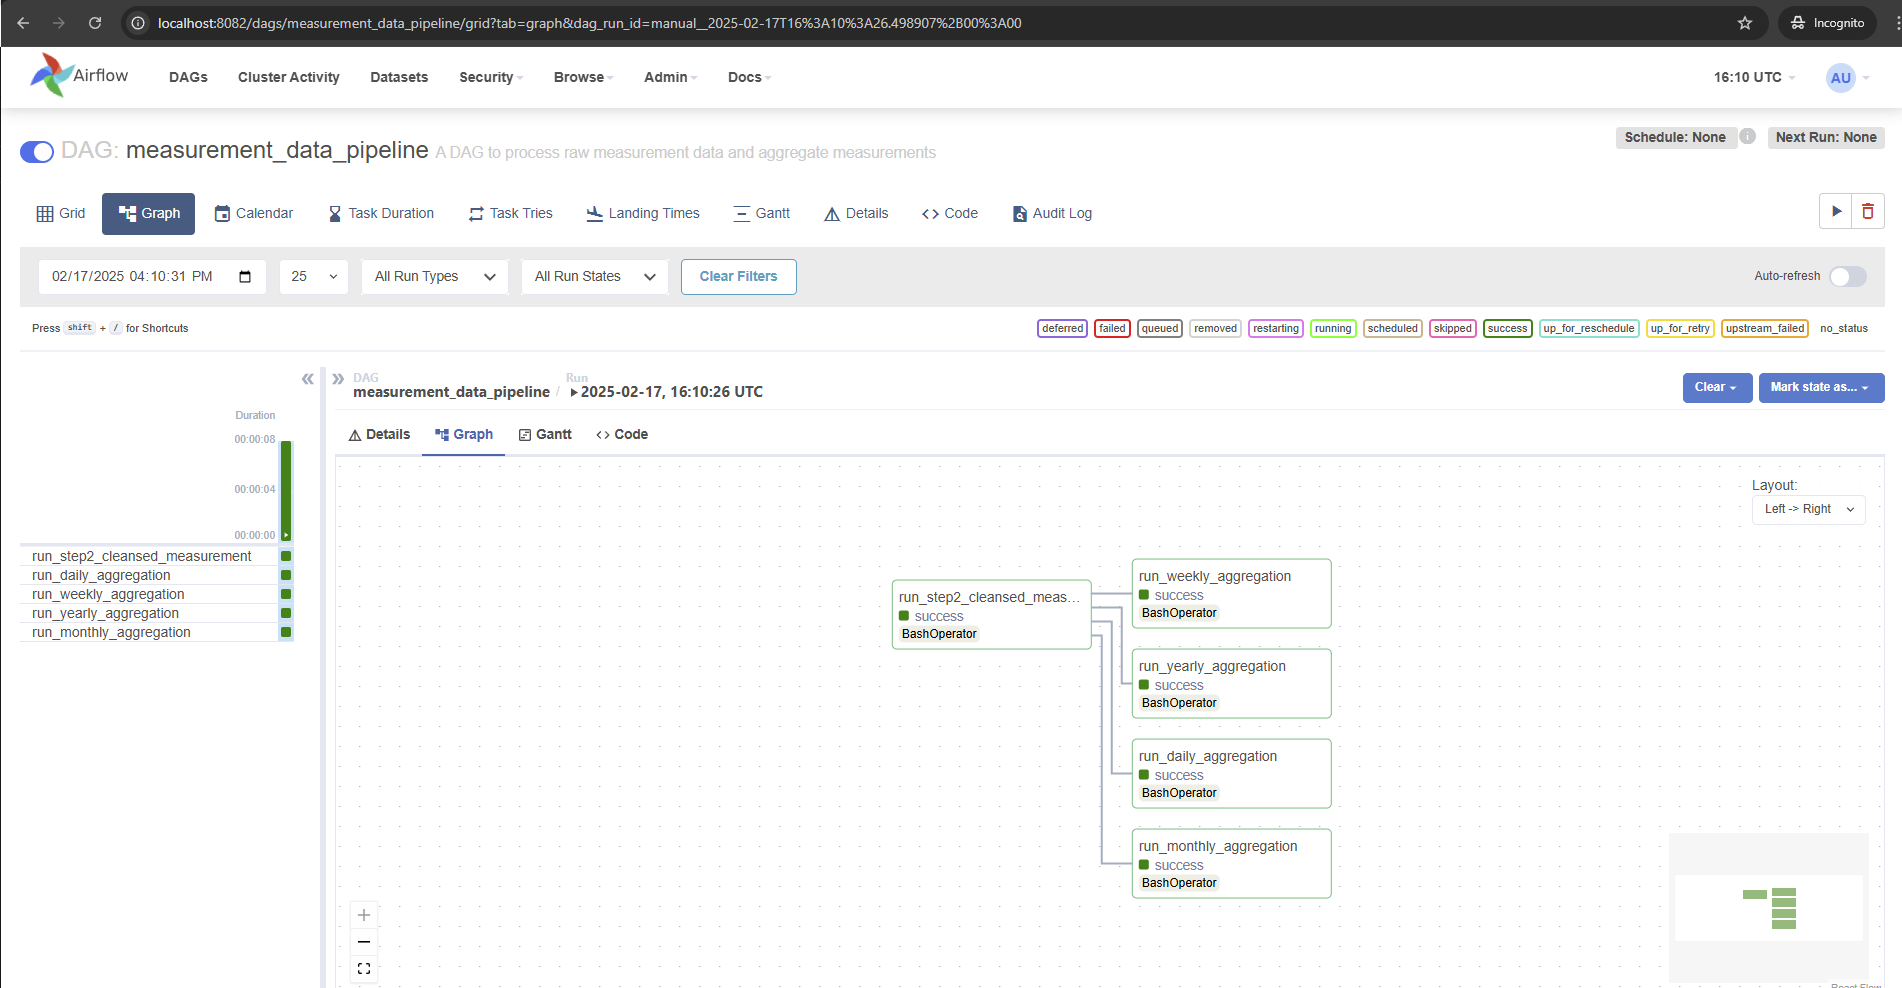 localhost:8082/dags/measurement_data_pipeline/grid?tab=graph&dag_run_id=manual__2025-02-17T16%3A10%3A26.498907%2B00%3A00
Incognito
Airflow
DAGs Cluster Activity Datasets Security Browse Admin Docs
16:10 UTC
AU
DAG: measurement_data_pipeline A DAG to process raw measurement data and aggregate measurements
Schedule: None
i
Next Run: None
Grid Graph Calendar Task Duration Task Tries Landing Times Gantt Details Code Audit Log
02/17/2025 04:10:31 PM 25 All Run Types All Run States Clear Filters
Auto-refresh
Press shift + / for Shortcuts
deferred failed queued removed restarting running scheduled skipped success up_for_reschedule up_for_retry upstream_failed no_status
DAG
measurement_data_pipeline /
Run
2025-02-17, 16:10:26 UTC
Clear Mark state as...
Details Graph Gantt Code
Duration
00:00:08
00:00:04
00:00:00
run_step2_cleansed_measurement
run_daily_aggregation
run_weekly_aggregation
run_yearly_aggregation
run_monthly_aggregation
Layout:
Left -> Right
run_step2_cleansed_meas...
success
BashOperator
run_weekly_aggregation
success
BashOperator
run_yearly_aggregation
success
BashOperator
run_daily_aggregation
success
BashOperator
run_monthly_aggregation
success
BashOperator
React Flow